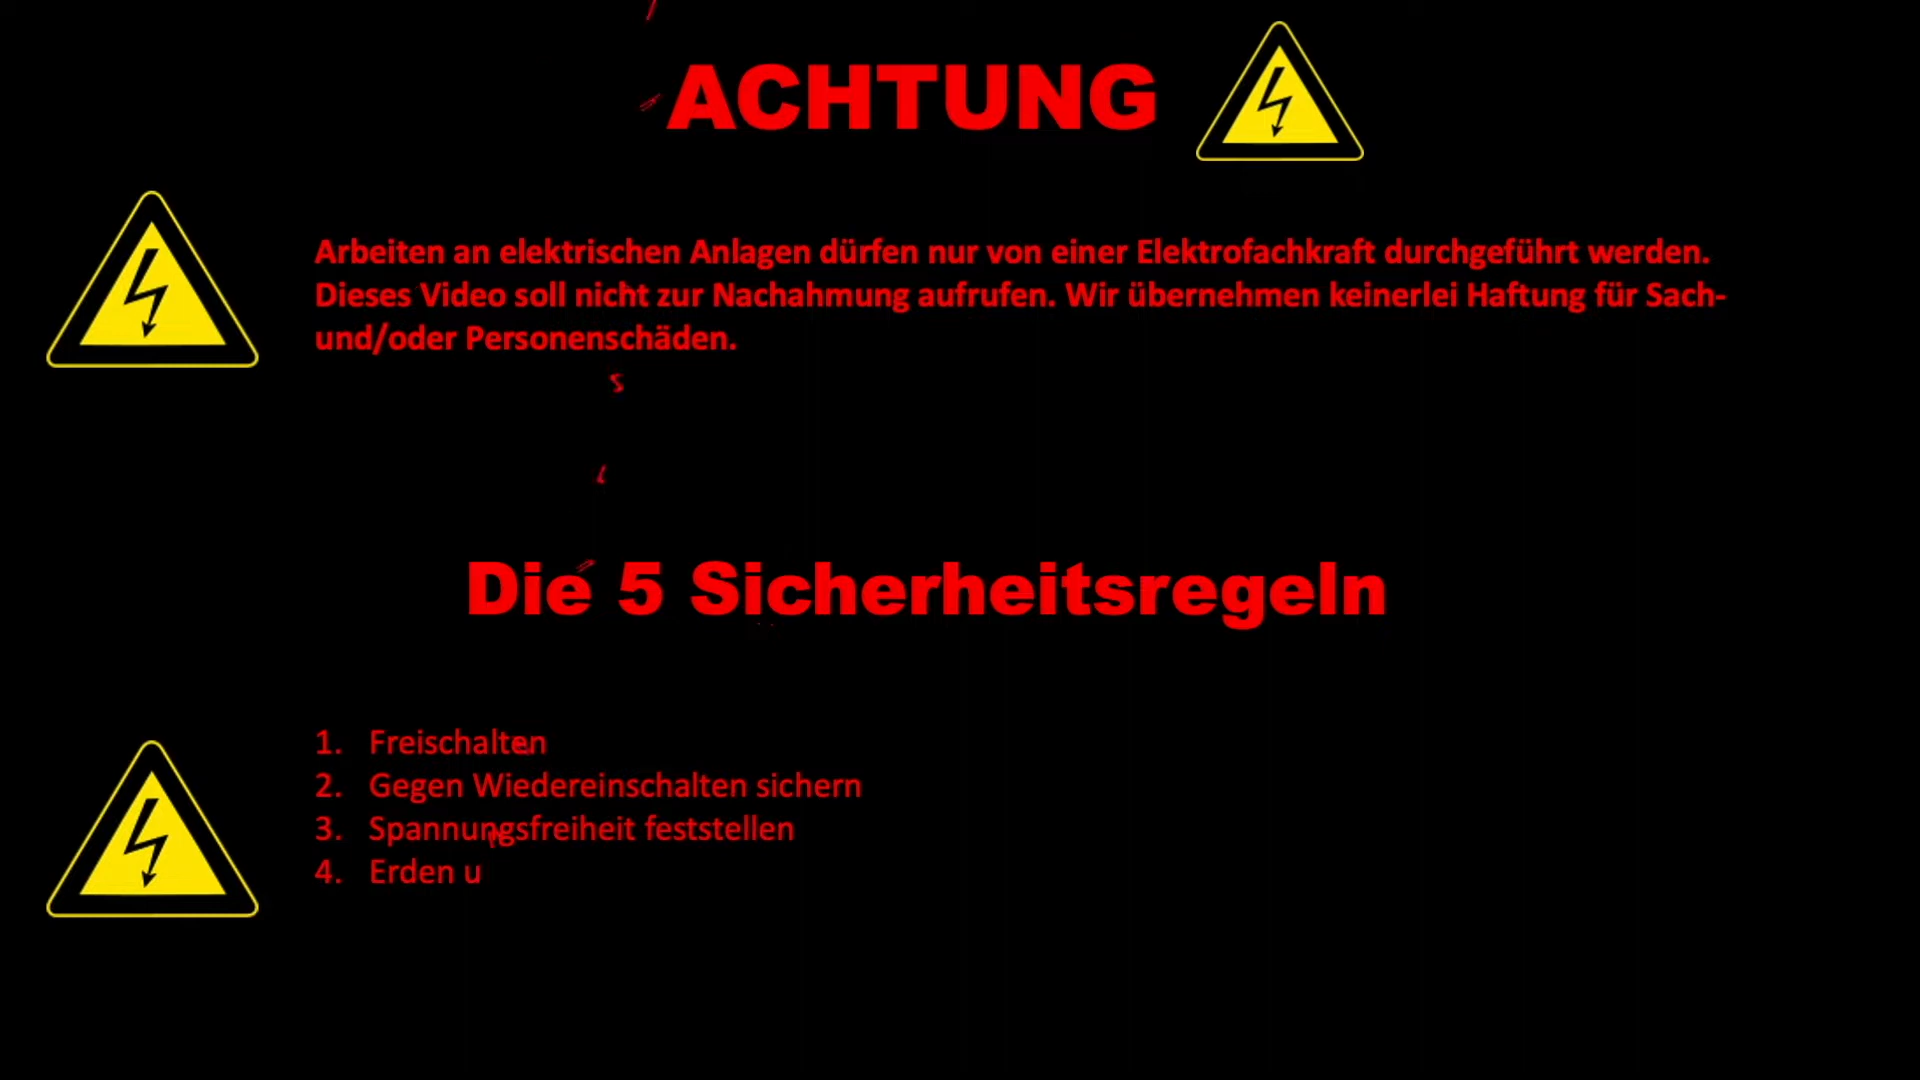 ACHTUNG
Arbeiten an elektrischen Anlagen dürfen nur von einer Elektrofachkraft durchgeführt werden.
Dieses Video soll nicht zur Nachahmung aufrufen. Wir übernehmen keinerlei Haftung für Sach-
und/oder Personenschäden.
Die 5 Sicherheitsregeln
1. Freischalten
2. Gegen Wiedereinschalten sichern
3. Spannungsfreiheit feststellen
4. Erden u